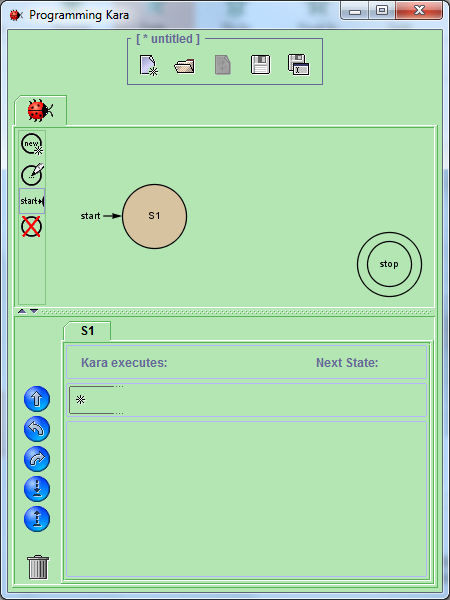 Programming Kara
[ * untitled ]
new
start
start
S1
stop
S1
Kara executes:
Next State: